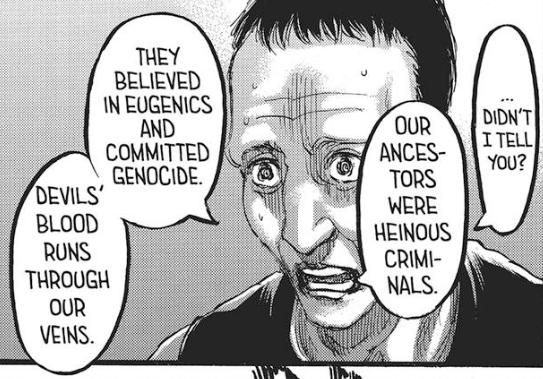 ...
DIDN'T
I TELL
YOU?
OUR
ANCES-
TORS
WERE
HEINOUS
CRIMI-
NALS.
THEY
BELIEVED
IN EUGENICS
AND
COMMITTED
GENOCIDE.
DEVILS'
BLOOD
RUNS
THROUGH
OUR
VEINS.